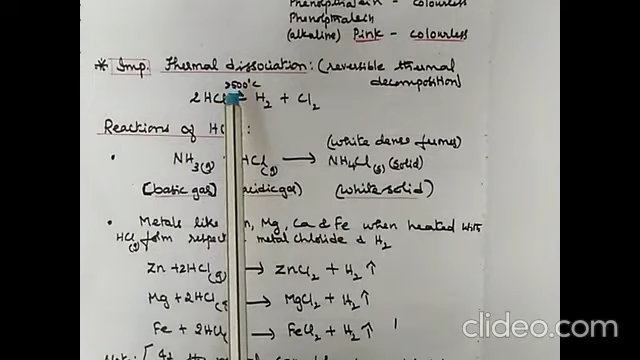 Phenolphthalein - colourless
Phenolphthalein
(alkaline) Pink - colourless
* Imp. Thermal dissociation: (reversible thermal
decomposition)
>500°C
2HCl ⇌ H₂ + Cl₂
Reactions of
• NH₃(g) HCl(g) ⟶ NH₄Cl(s) (solid)
(white dense fumes)
(basic gas) acidic gas) (white solid)
• Metals like Mg, Ca & Fe when heated with
HCl(g) form metal chloride & H₂
Zn + 2HCl(g) → ZnCl₂ + H₂ ↑
Mg + 2HCl → MgCl₂ + H₂ ↑
Fe + 2HCl → FeCl₂ + H₂ ↑
clideo.com